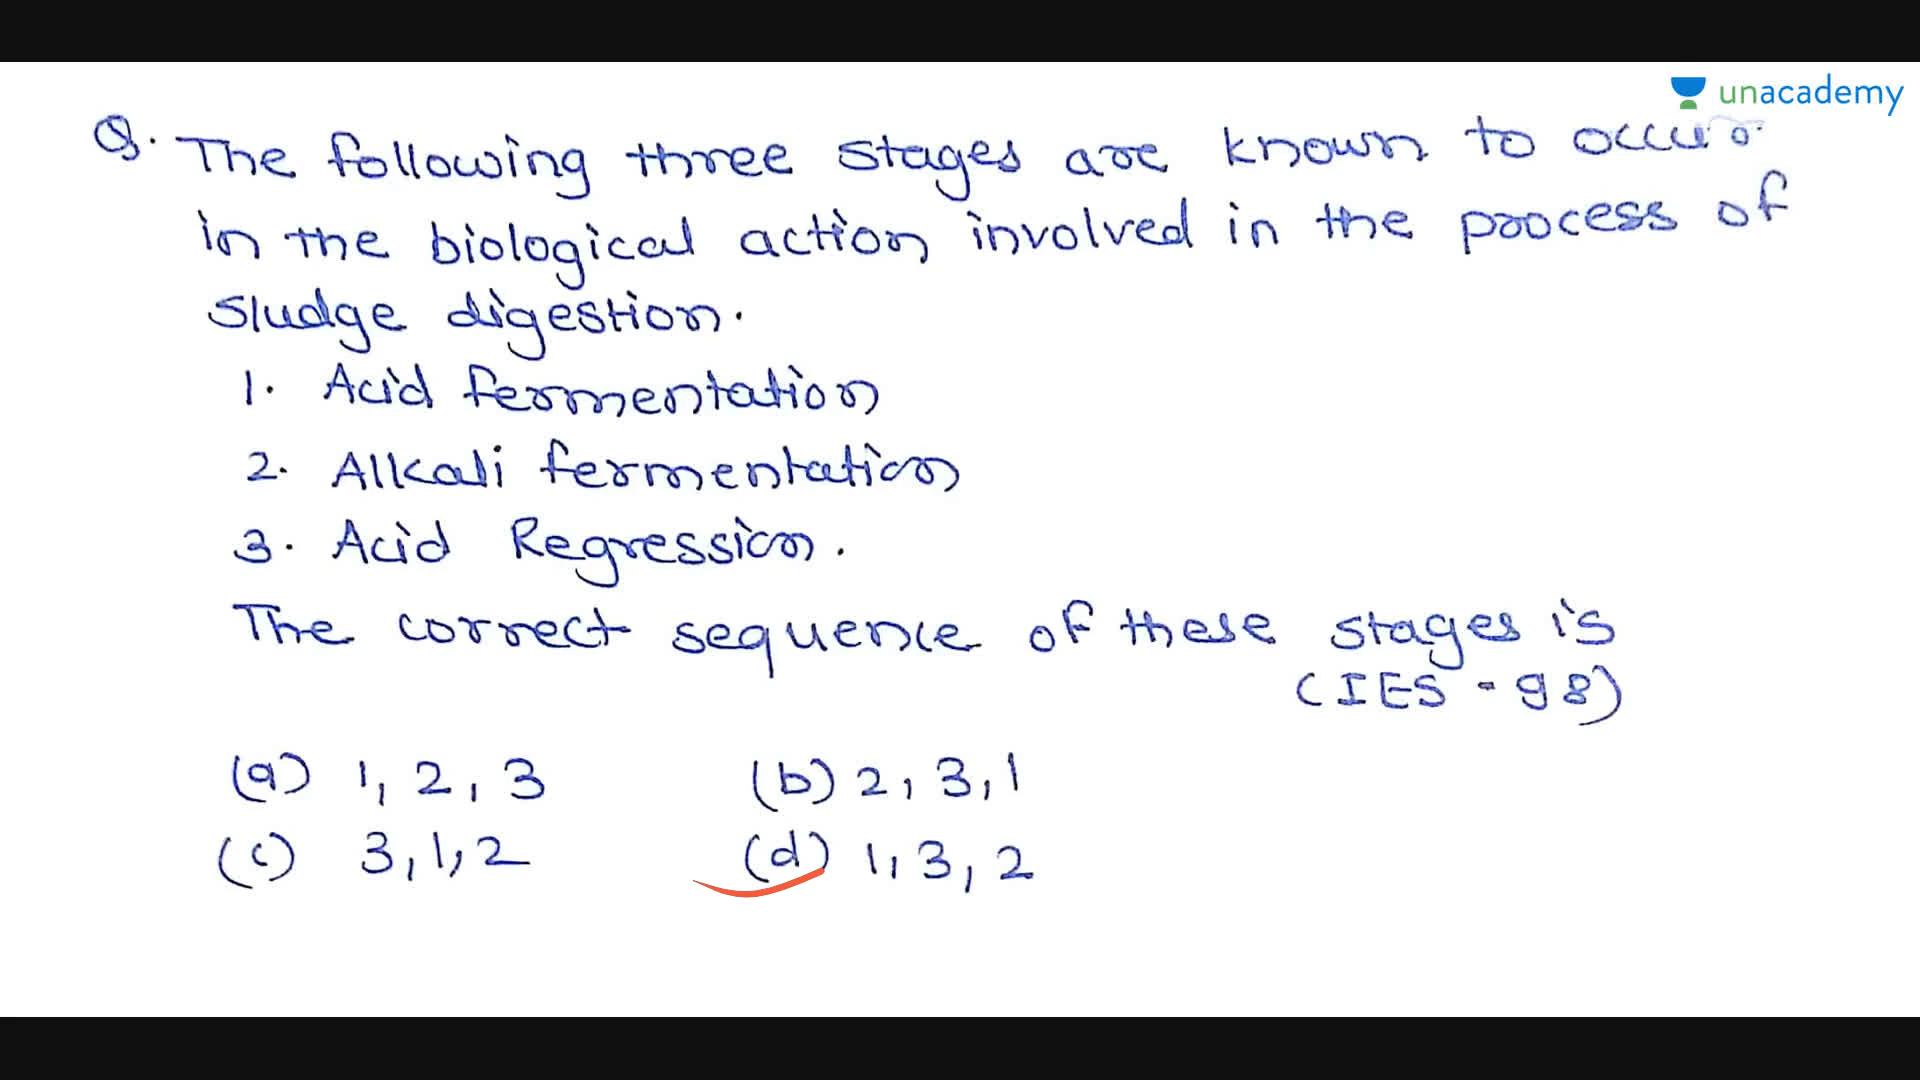 unacademy
Q. The following three stages are known to occur
in the biological action involved in the process of
sludge digestion.
1. Acid fermentation
2. Alkali fermentation
3. Acid Regression.
The correct sequence of these stages is
(IES - 98)
(a) 1, 2, 3 (b) 2, 3, 1
(c) 3, 1, 2 (d) 1, 3, 2